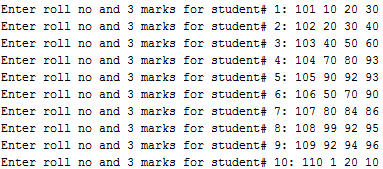 Enter roll no and 3 marks for student# 1: 101 10 20 30
Enter roll no and 3 marks for student# 2: 102 20 30 40
Enter roll no and 3 marks for student# 3: 103 40 50 60
Enter roll no and 3 marks for student# 4: 104 70 80 93
Enter roll no and 3 marks for student# 5: 105 90 92 93
Enter roll no and 3 marks for student# 6: 106 50 70 90
Enter roll no and 3 marks for student# 7: 107 80 84 86
Enter roll no and 3 marks for student# 8: 108 99 92 95
Enter roll no and 3 marks for student# 9: 109 92 94 96
Enter roll no and 3 marks for student# 10: 110 1 20 10